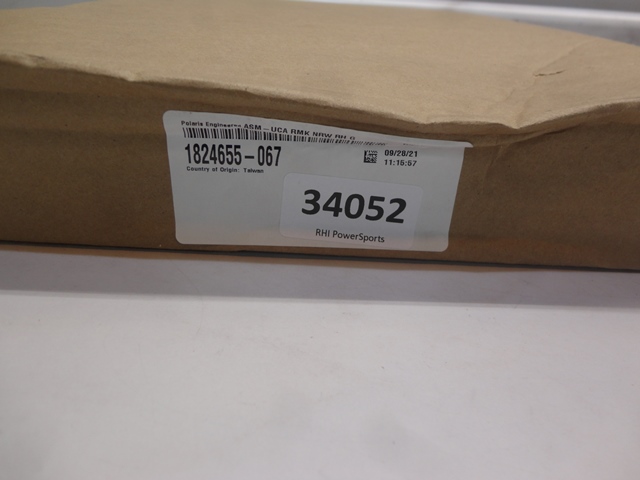 Polaris Engineered ASM - UCA RMK NRW RH G
1824655-067
Country of Origin: Taiwan
09/28/21
11:15:57
34052
RHI PowerSports